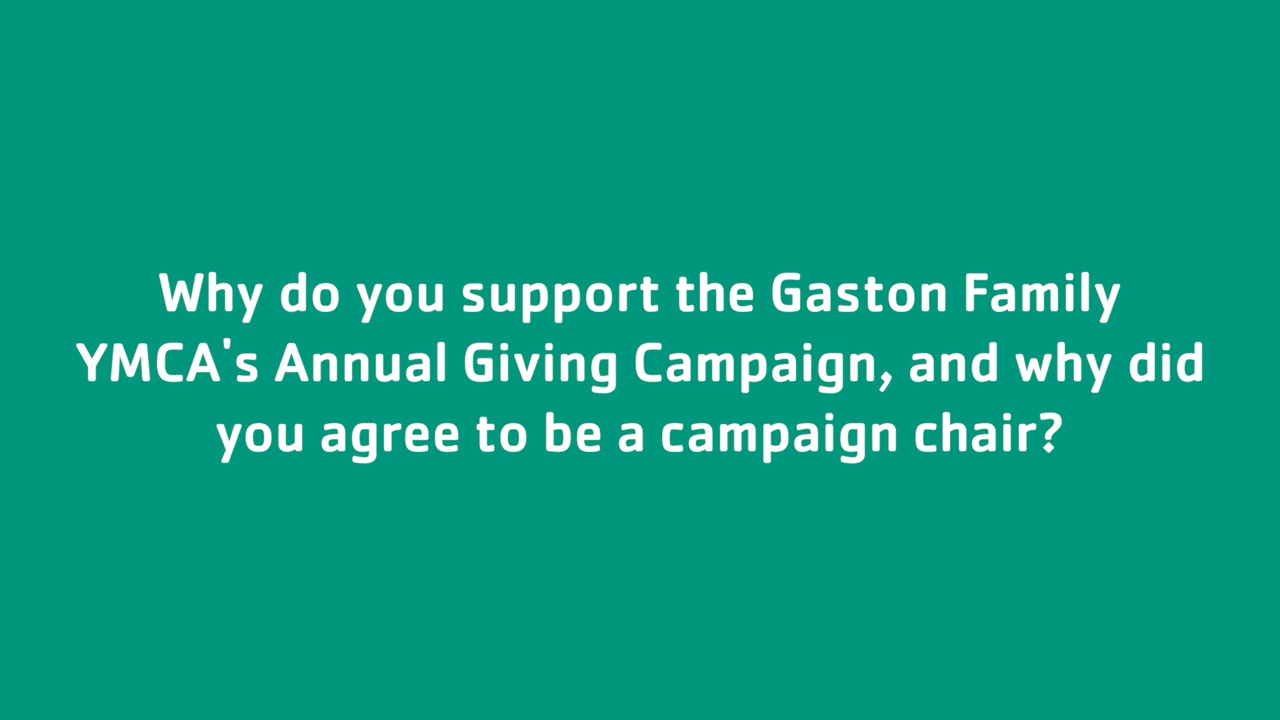 Why do you support the Gaston Family
YMCA's Annual Giving Campaign, and why did
you agree to be a campaign chair?